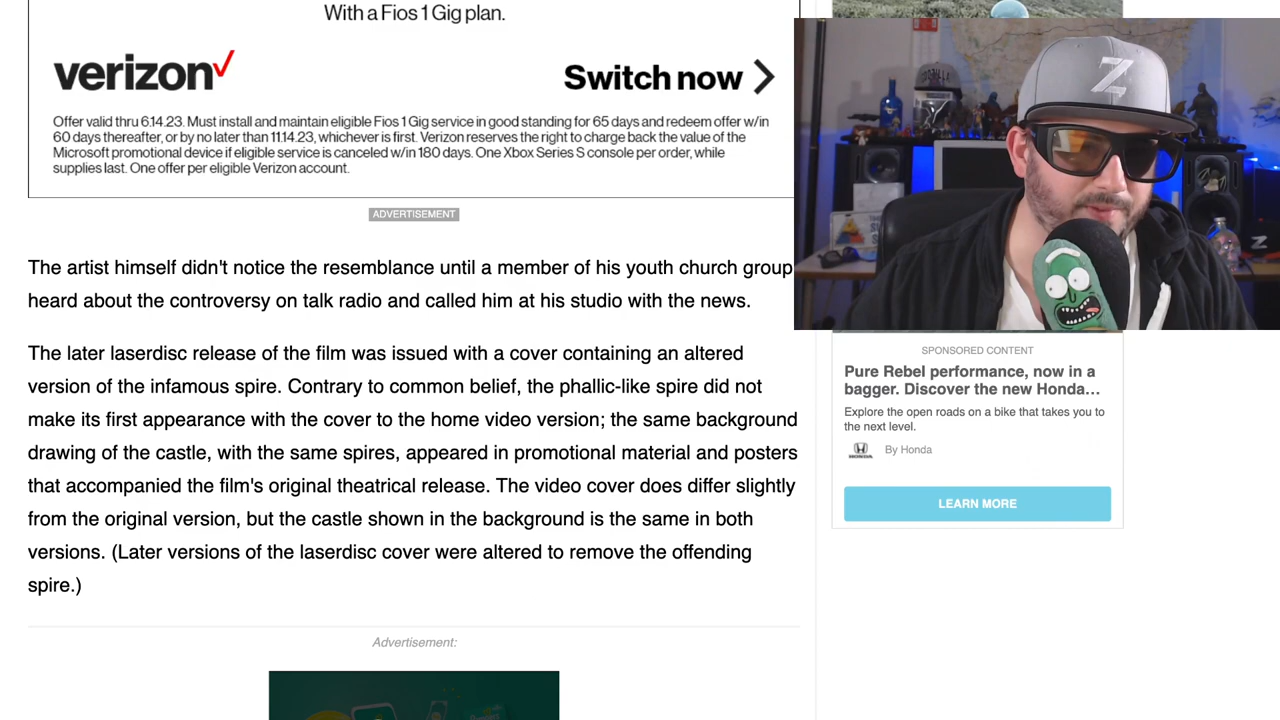 With a Fios 1 Gig plan.
verizon
Switch now
Offer valid thru 6.14.23. Must install and maintain eligible Fios 1 Gig service in good standing for 65 days and redeem offer w/in
60 days thereafter, or by no later than 11.14.23, whichever is first. Verizon reserves the right to charge back the value of the
Microsoft promotional device if eligible service is canceled w/in 180 days. One Xbox Series S console per order, while
supplies last. One offer per eligible Verizon account.
ADVERTISEMENT
The artist himself didn't notice the resemblance until a member of his youth church group
heard about the controversy on talk radio and called him at his studio with the news.
The later laserdisc release of the film was issued with a cover containing an altered
version of the infamous spire. Contrary to common belief, the phallic-like spire did not
make its first appearance with the cover to the home video version; the same background
drawing of the castle, with the same spires, appeared in promotional material and posters
that accompanied the film's original theatrical release. The video cover does differ slightly
from the original version, but the castle shown in the background is the same in both
versions. (Later versions of the laserdisc cover were altered to remove the offending
spire.)
Advertisement:
Z
SPONSORED CONTENT
Pure Rebel performance, now in a
bagger. Discover the new Honda…
Explore the open roads on a bike that takes you to
the next level.
HONDA
By Honda
LEARN MORE